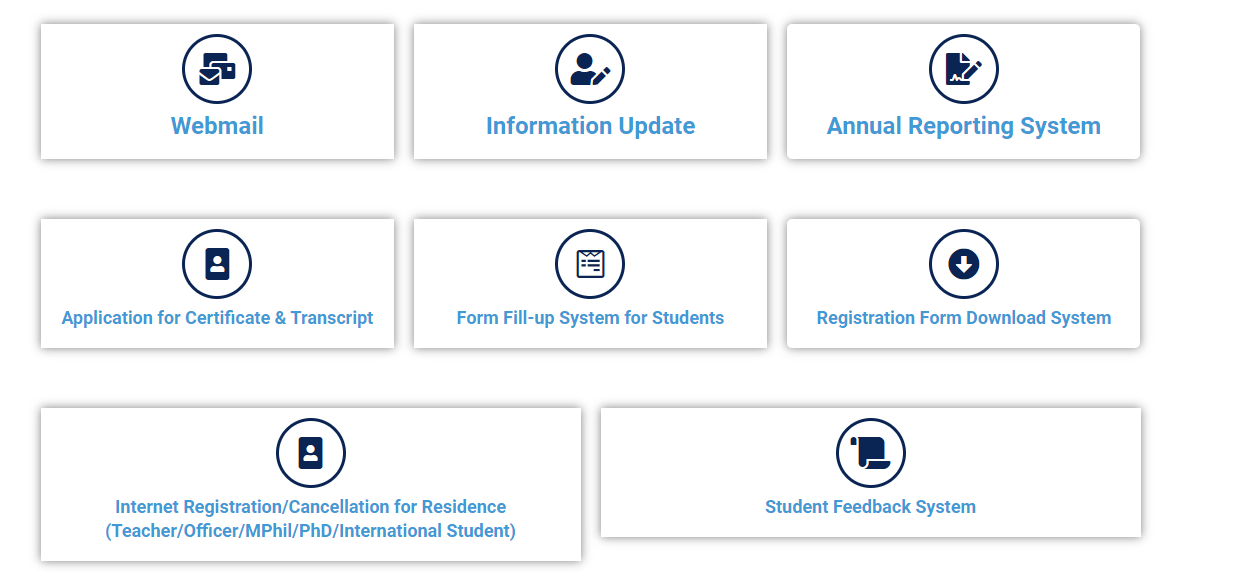 Webmail
Information Update
Annual Reporting System
Application for Certificate & Transcript
Form Fill-up System for Students
Registration Form Download System
Internet Registration/Cancellation for Residence
(Teacher/Officer/MPhil/PhD/International Student)
Student Feedback System